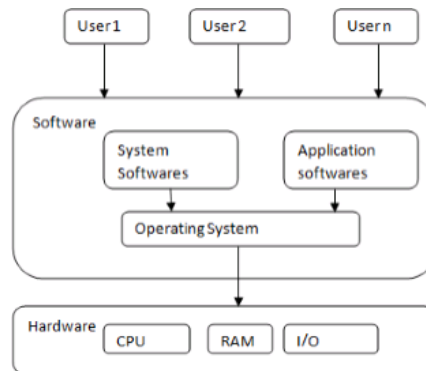 User1
User2
Usern
Software
System
Softwares
Application
softwares
Operating System
Hardware
CPU
RAM
I/O